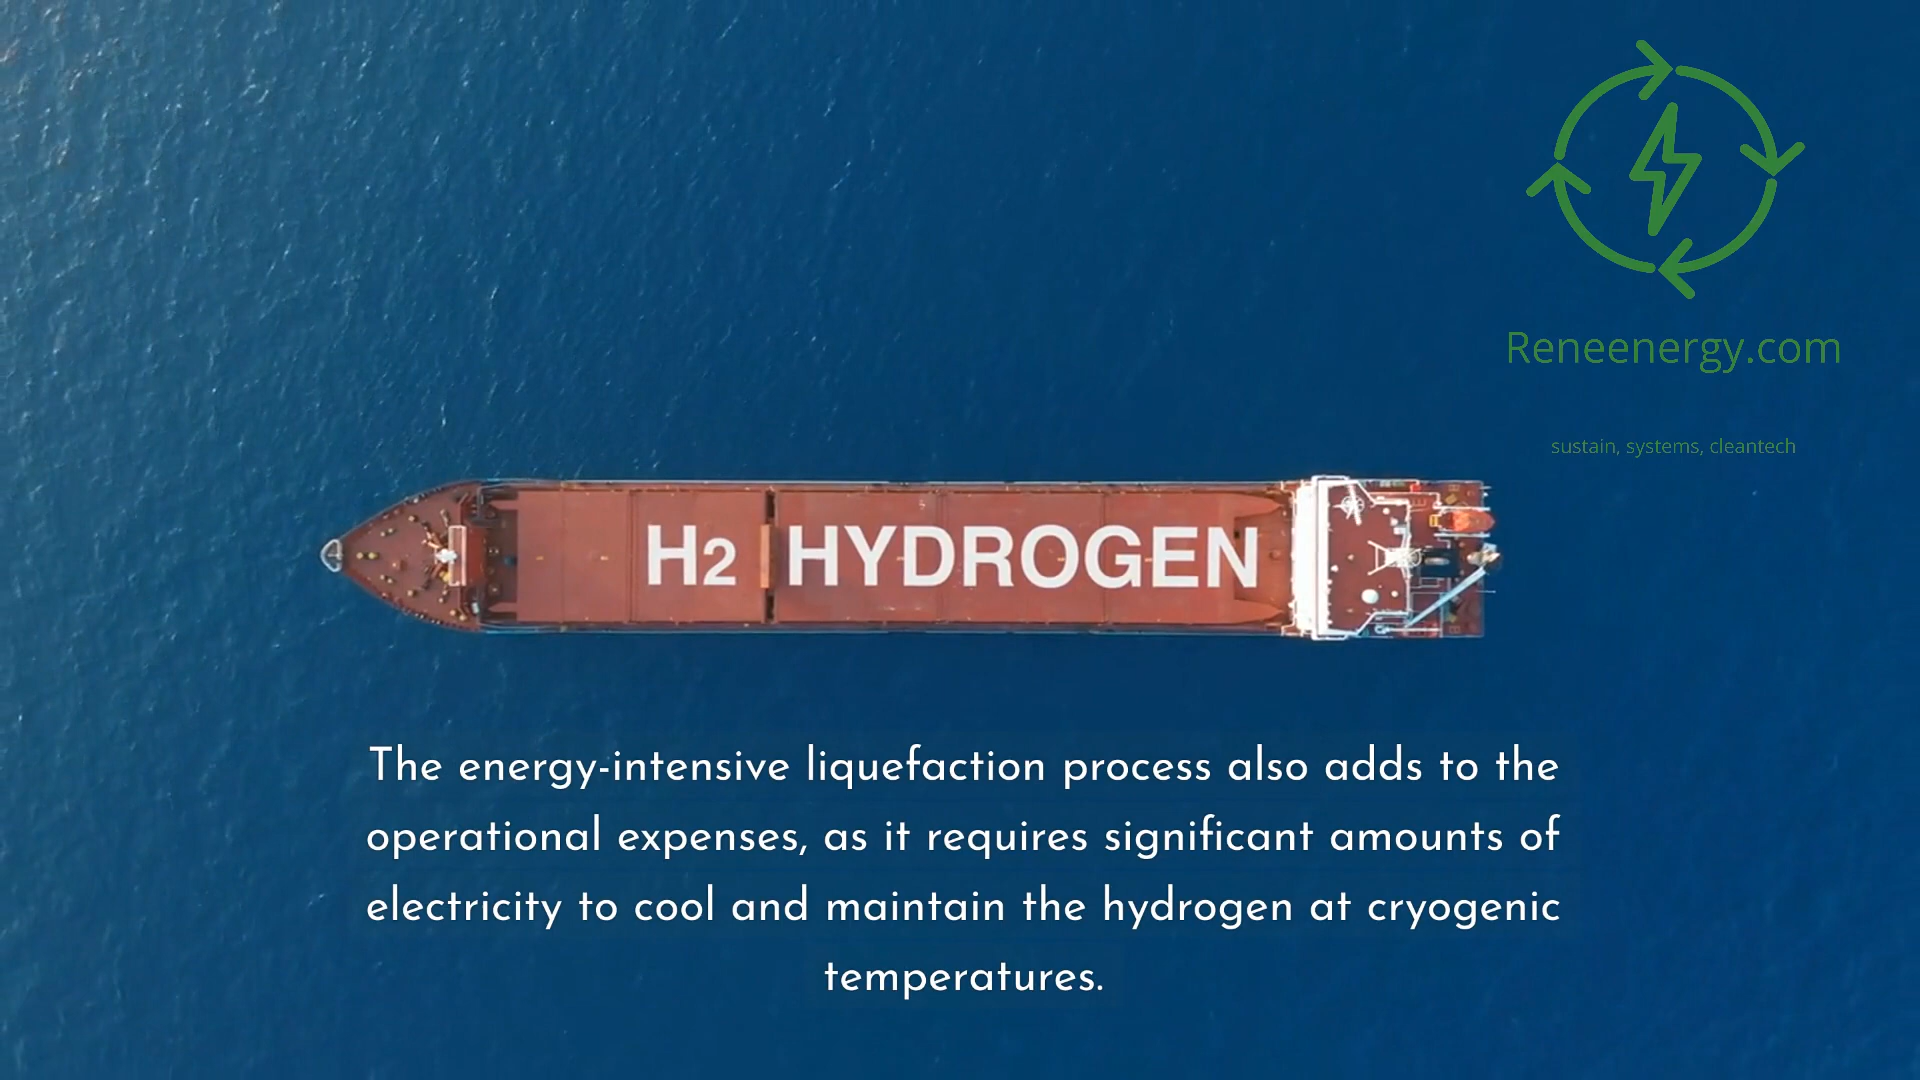 Reneenergy.com
sustain, systems, cleantech
H2 HYDROGEN
The energy-intensive liquefaction process also adds to the
operational expenses, as it requires significant amounts of
electricity to cool and maintain the hydrogen at cryogenic
temperatures.